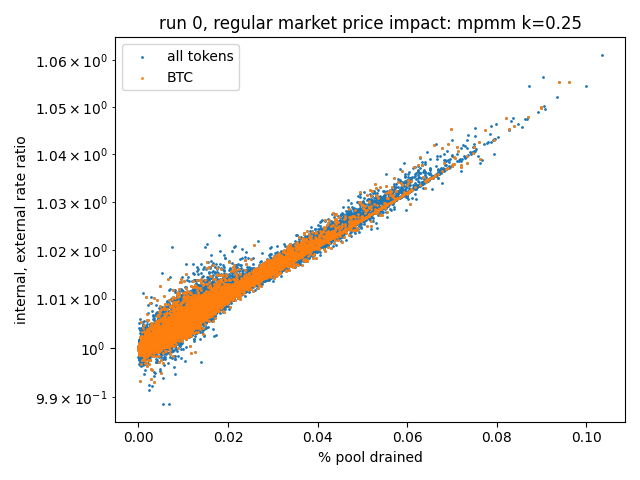 run 0, regular market price impact: mpmm k=0.25
all tokens
BTC
internal, external rate ratio
1.06 × 10⁰
1.05 × 10⁰
1.04 × 10⁰
1.03 × 10⁰
1.02 × 10⁰
1.01 × 10⁰
10⁰
9.9 × 10⁻¹
0.00 0.02 0.04 0.06 0.08 0.10
% pool drained